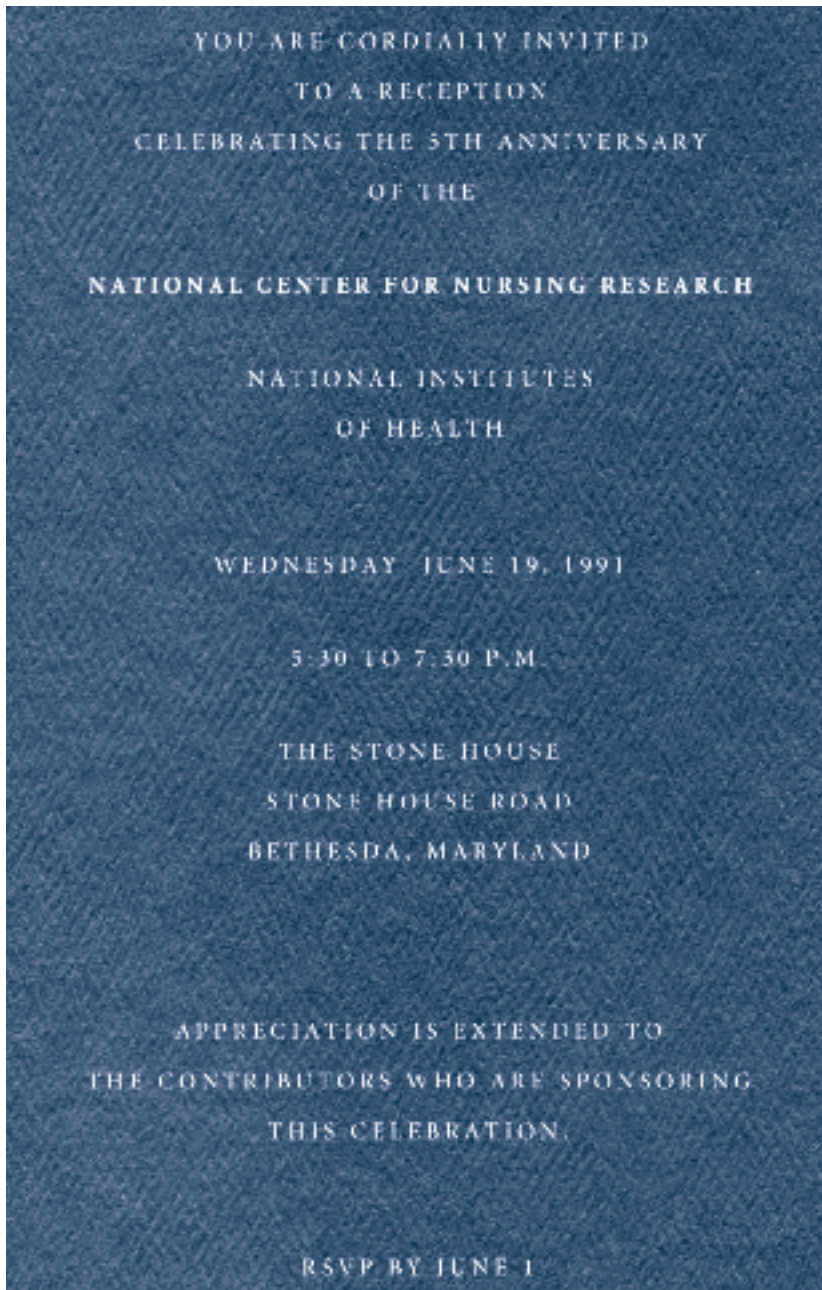 YOU ARE CORDIALLY INVITED
TO A RECEPTION
CELEBRATING THE 5TH ANNIVERSARY
OF THE
NATIONAL CENTER FOR NURSING RESEARCH
NATIONAL INSTITUTES
OF HEALTH
WEDNESDAY JUNE 19, 1991
5:30 TO 7:30 P.M.
THE STONE HOUSE
STONE HOUSE ROAD
BETHESDA, MARYLAND
APPRECIATION IS EXTENDED TO
THE CONTRIBUTORS WHO ARE SPONSORING
THIS CELEBRATION.
RSVP BY JUNE 1